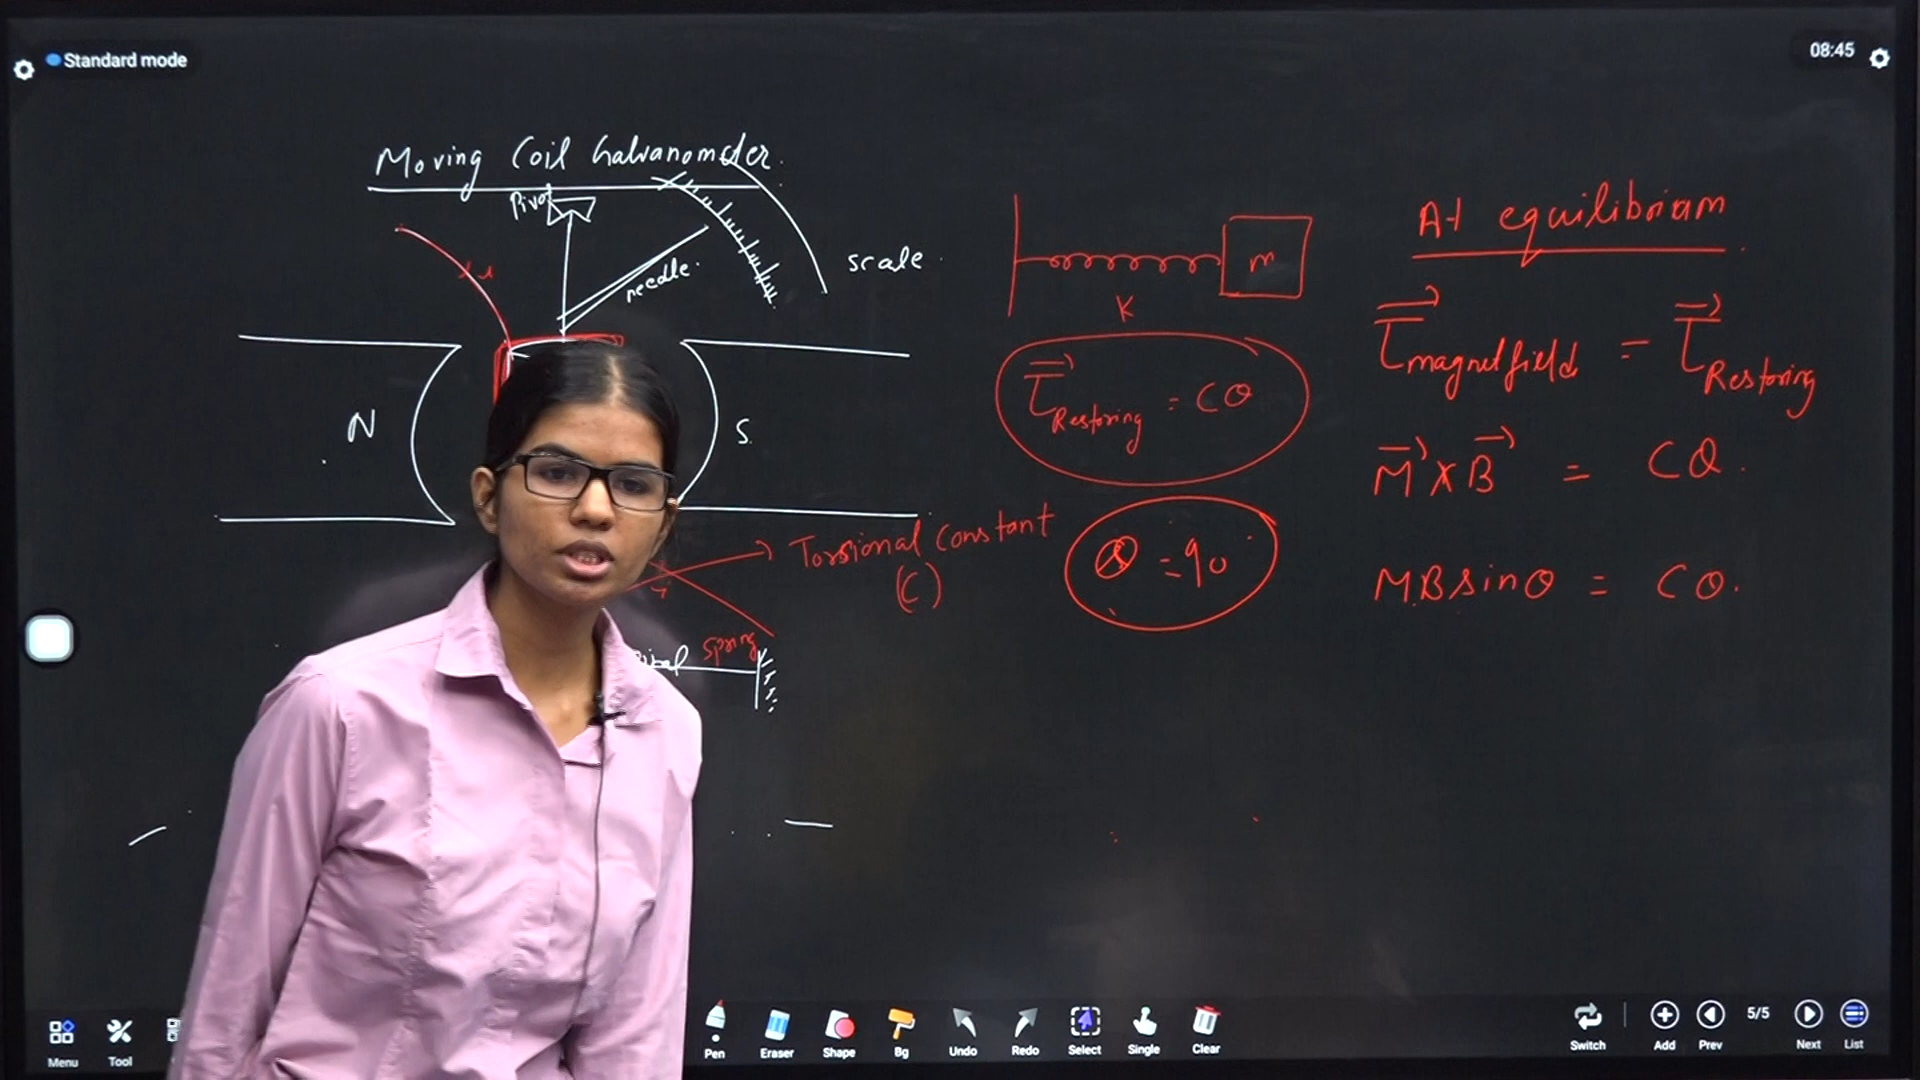 Standard mode
08:45
Moving Coil Galvanometer.
Pivot
needle.
scale
N
S
Torsional Constant
(C)
spring
m
K
τ Restoring = Cθ
θ = 90
At equilibrium
τ magnetfield = τ Restoring
M × B = Cθ.
MB sinθ = Cθ.
Menu
Tool
Pen
Eraser
Shape
Bg
Undo
Redo
Select
Single
Clear
Switch
Add
Prev
5/5
Next
List